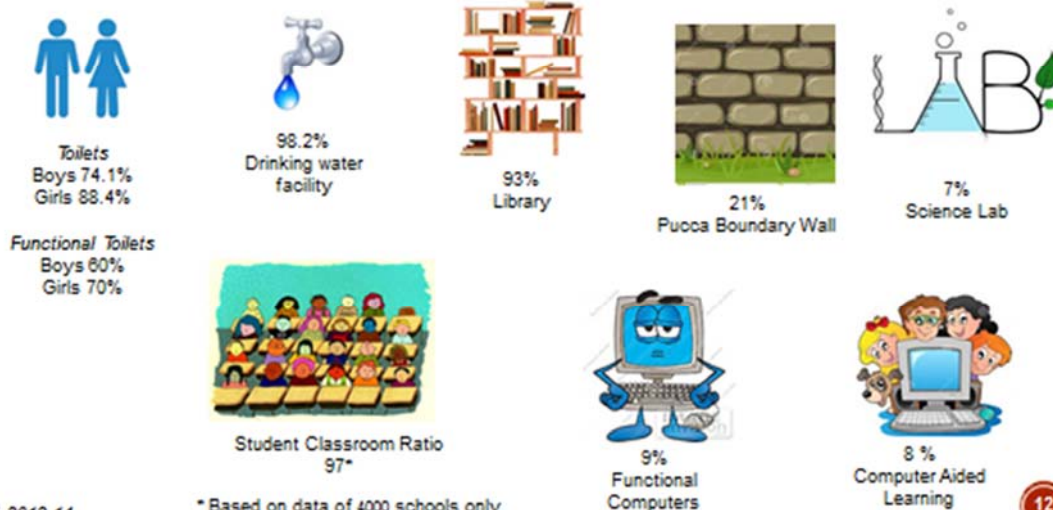 Toilets
Boys 74.1%
Girls 88.4%
Functional Toilets
Boys 60%
Girls 70%
98.2%
Drinking water
facility
93%
Library
21%
Pucca Boundary Wall
LAB
7%
Science Lab
Student Classroom Ratio
97*
9%
Functional
Computers
8 %
Computer Aided
Learning
* Based on data of 4000 schools only
12